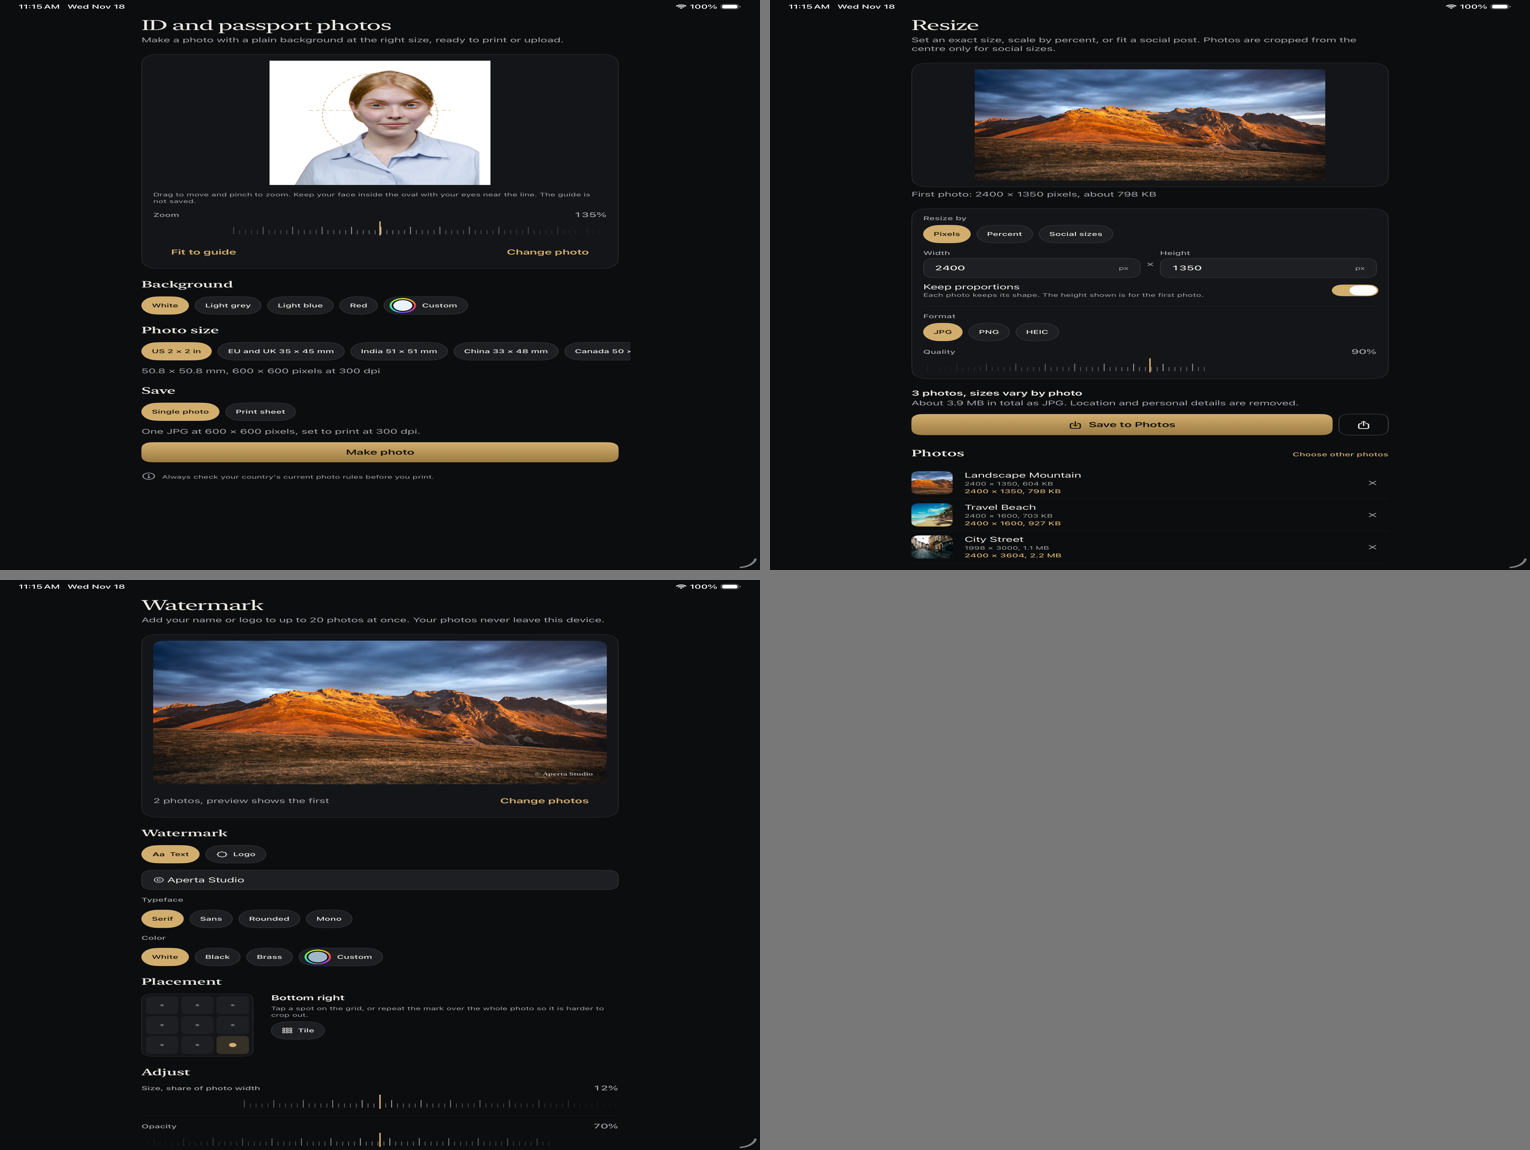 11:15 AM Wed Nov 18
100%
ID and passport photos
Make a photo with a plain background at the right size, ready to print or upload.
Drag to move and pinch to zoom. Keep your face inside the oval with your eyes near the line. The guide is
not saved.
Zoom
135%
Fit to guide
Change photo
Background
White
Light grey
Light blue
Red
Custom
Photo size
US 2 × 2 in
EU and UK 35 × 45 mm
India 51 × 51 mm
China 33 × 48 mm
Canada 50 ×
50.8 × 50.8 mm, 600 × 600 pixels at 300 dpi
Save
Single photo
Print sheet
One JPG at 600 × 600 pixels, set to print at 300 dpi.
Make photo
Always check your country's current photo rules before you print.
11:15 AM Wed Nov 18
100%
Resize
Set an exact size, scale by percent, or fit a social post. Photos are cropped from the
centre only for social sizes.
First photo: 2400 × 1350 pixels, about 798 KB
Resize by
Pixels
Percent
Social sizes
Width
Height
2400
px
×
1350
px
Keep proportions
Each photo keeps its shape. The height shown is for the first photo.
Format
JPG
PNG
HEIC
Quality
90%
3 photos, sizes vary by photo
About 3.9 MB in total as JPG. Location and personal details are removed.
Save to Photos
Photos
Choose other photos
Landscape Mountain
2400 × 1350, 604 KB
2400 × 1350, 798 KB
Travel Beach
2400 × 1600, 703 KB
2400 × 1600, 927 KB
City Street
1998 × 3000, 1.1 MB
2400 × 3604, 2.2 MB
11:15 AM Wed Nov 18
100%
Watermark
Add your name or logo to up to 20 photos at once. Your photos never leave this device.
© Aperta Studio
2 photos, preview shows the first
Change photos
Watermark
Aa Text
Logo
© Aperta Studio
Typeface
Serif
Sans
Rounded
Mono
Color
White
Black
Brass
Custom
Placement
Bottom right
Tap a spot on the grid, or repeat the mark over the whole photo so it is harder to
crop out.
Tile
Adjust
Size, share of photo width
12%
Opacity
70%